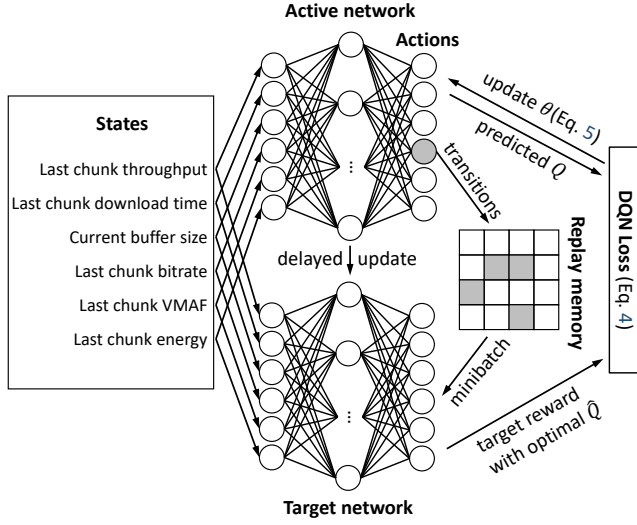 Active network
Actions
States
Last chunk throughput
Last chunk download time
Current buffer size
Last chunk bitrate
Last chunk VMAF
Last chunk energy
...
update θ(Eq. 5)
predicted Q
transitions
Replay memory
DQN Loss (Eq. 4)
delayed update
minibatch
...
target reward
with optimal Q̂
Target network